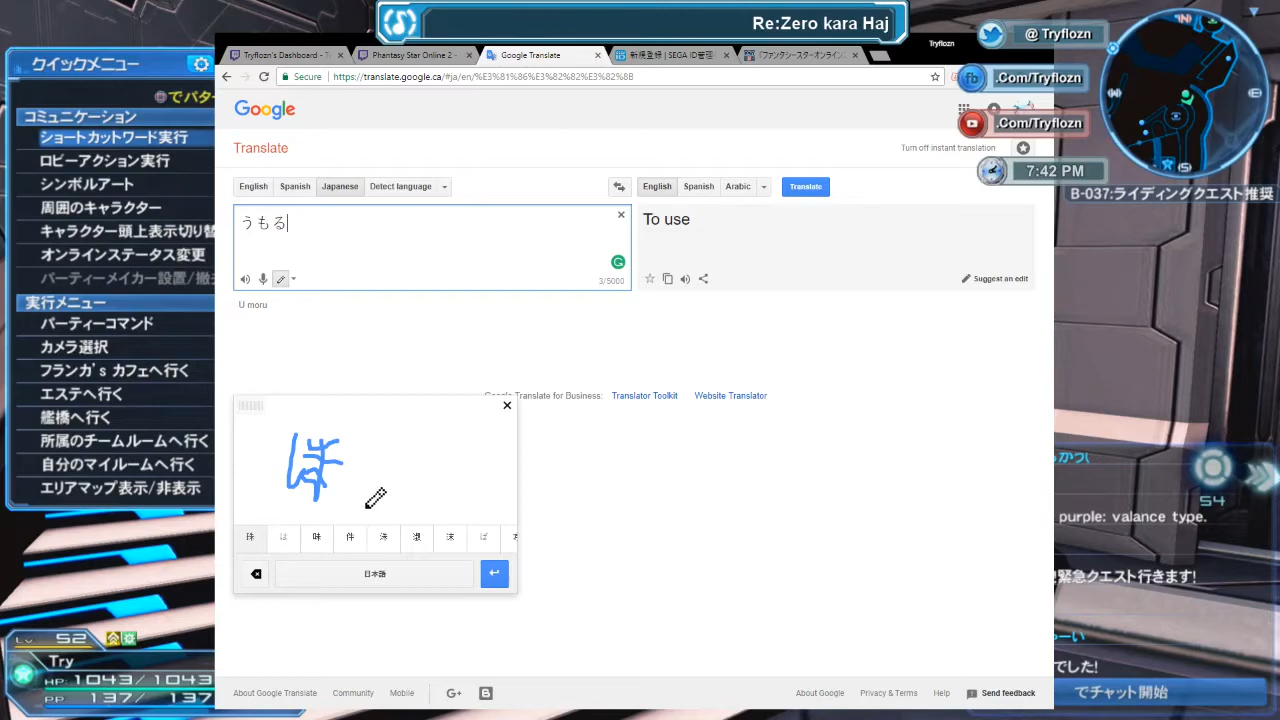 Re:Zero kara Haj
Tryflozn
@ Tryflozn
.Com/Tryflozn
.Com/Tryflozn
7:42 PM
B-037:ライディングクエスト推奨
クイックメニュー
でパタ
コミュニケーション
ショートカットワード実行
ロビーアクション実行
シンボルアート
周囲のキャラクター
キャラクター頭上表示切り替
オンラインステータス変更
パーティーメイカー設置/撤去
実行メニュー
パーティーコマンド
カメラ選択
フランカ's カフェへ行く
エステへ行く
艦橋へ行く
所属のチームルームへ行く
自分のマイルームへ行く
エリアマップ表示/非表示
Lv 52
Try
HP: 1043/1043
PP: 137/137
Tryflozn's Dashboard - T
Phantasy Star Online 2 -
Google Translate
新規登録 | SEGA ID管理
『ファンタシースターオンライン
Secure
https://translate.google.ca/#ja/en/%E3%81%86%E3%82%82%E3%82%8B
Google
Translate
Turn off instant translation
English Spanish Japanese Detect language
English Spanish Arabic
Translate
うもる
3/5000
U moru
To use
Suggest an edit
Google Translate for Business: Translator Toolkit Website Translator
は 味 件
ば
日本語
About Google Translate Community Mobile
About Google Privacy & Terms Help Send feedback
54
purple: valance type.
緊急クエスト行きます!
でした!
でチャット開始